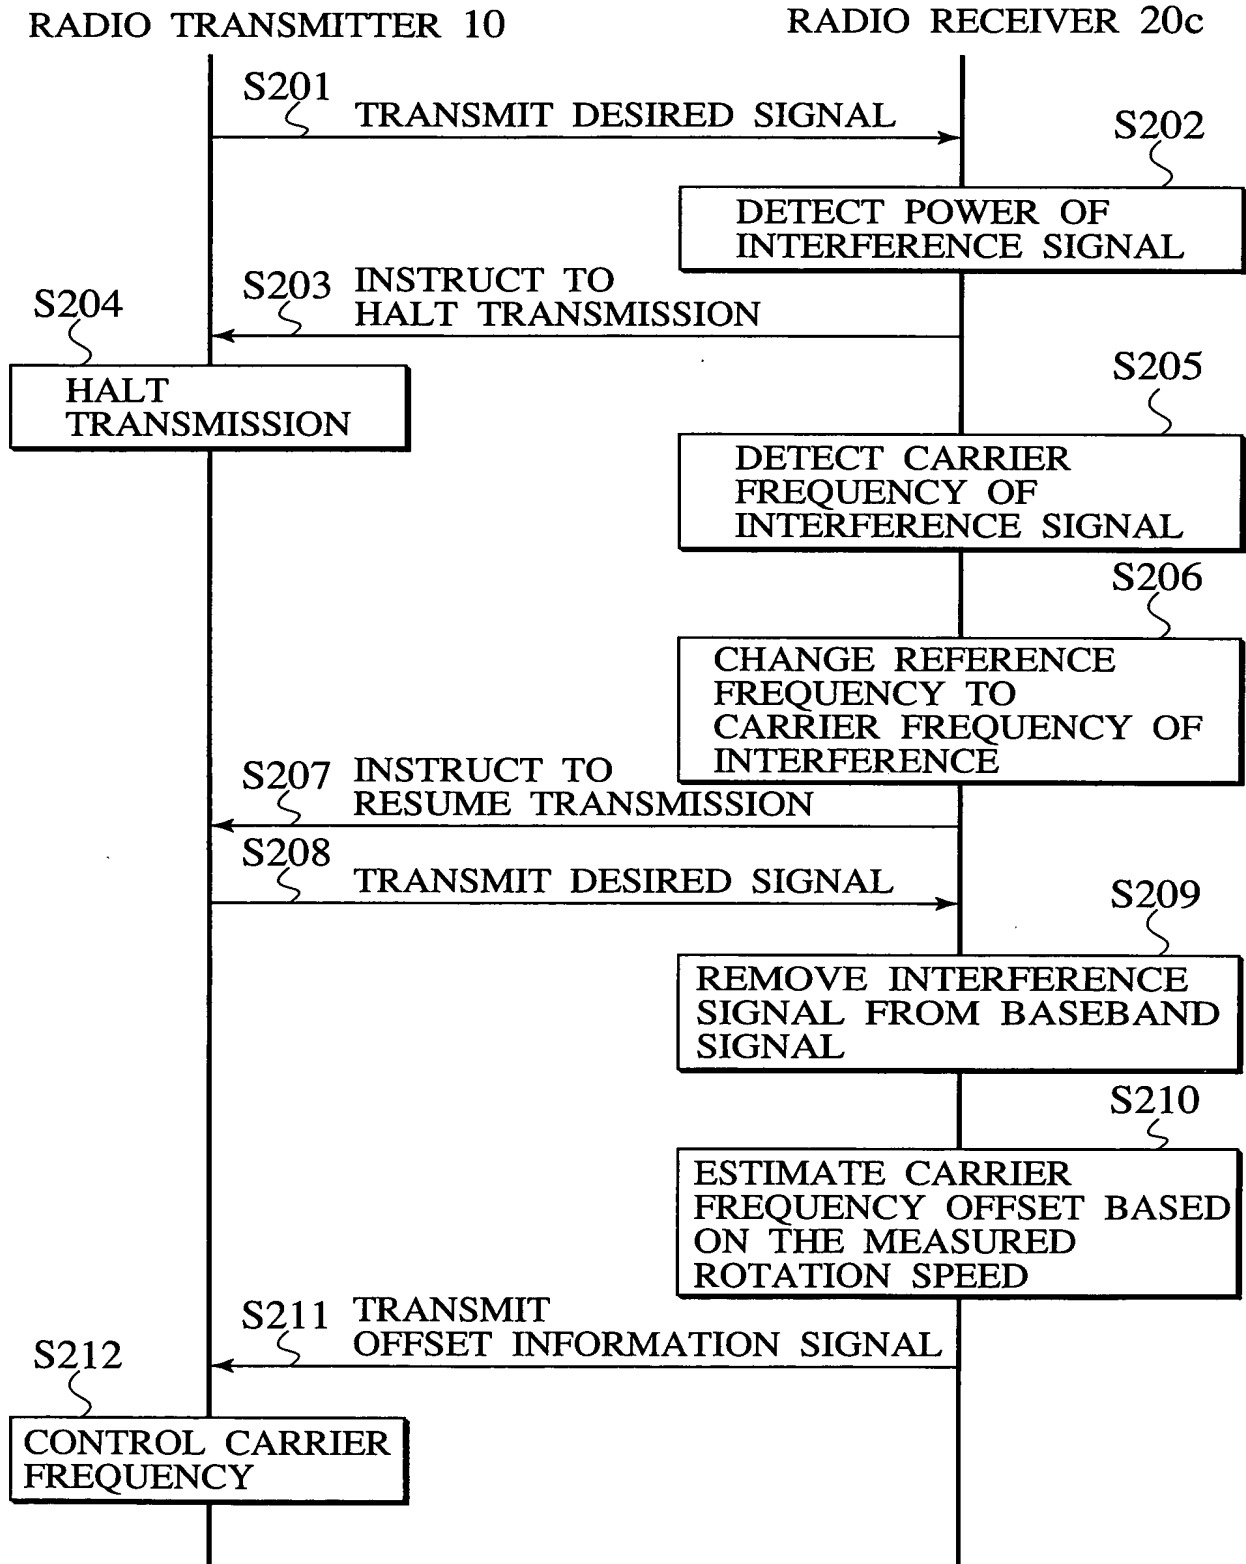 RADIO TRANSMITTER 10
RADIO RECEIVER 20c
S201
TRANSMIT DESIRED SIGNAL
S202
DETECT POWER OF
INTERFERENCE SIGNAL
S203
INSTRUCT TO
HALT TRANSMISSION
S204
HALT
TRANSMISSION
S205
DETECT CARRIER
FREQUENCY OF
INTERFERENCE SIGNAL
S206
CHANGE REFERENCE
FREQUENCY TO
CARRIER FREQUENCY OF
INTERFERENCE
S207
INSTRUCT TO
RESUME TRANSMISSION
S208
TRANSMIT DESIRED SIGNAL
S209
REMOVE INTERFERENCE
SIGNAL FROM BASEBAND
SIGNAL
S210
ESTIMATE CARRIER
FREQUENCY OFFSET BASED
ON THE MEASURED
ROTATION SPEED
S211
TRANSMIT
OFFSET INFORMATION SIGNAL
S212
CONTROL CARRIER
FREQUENCY